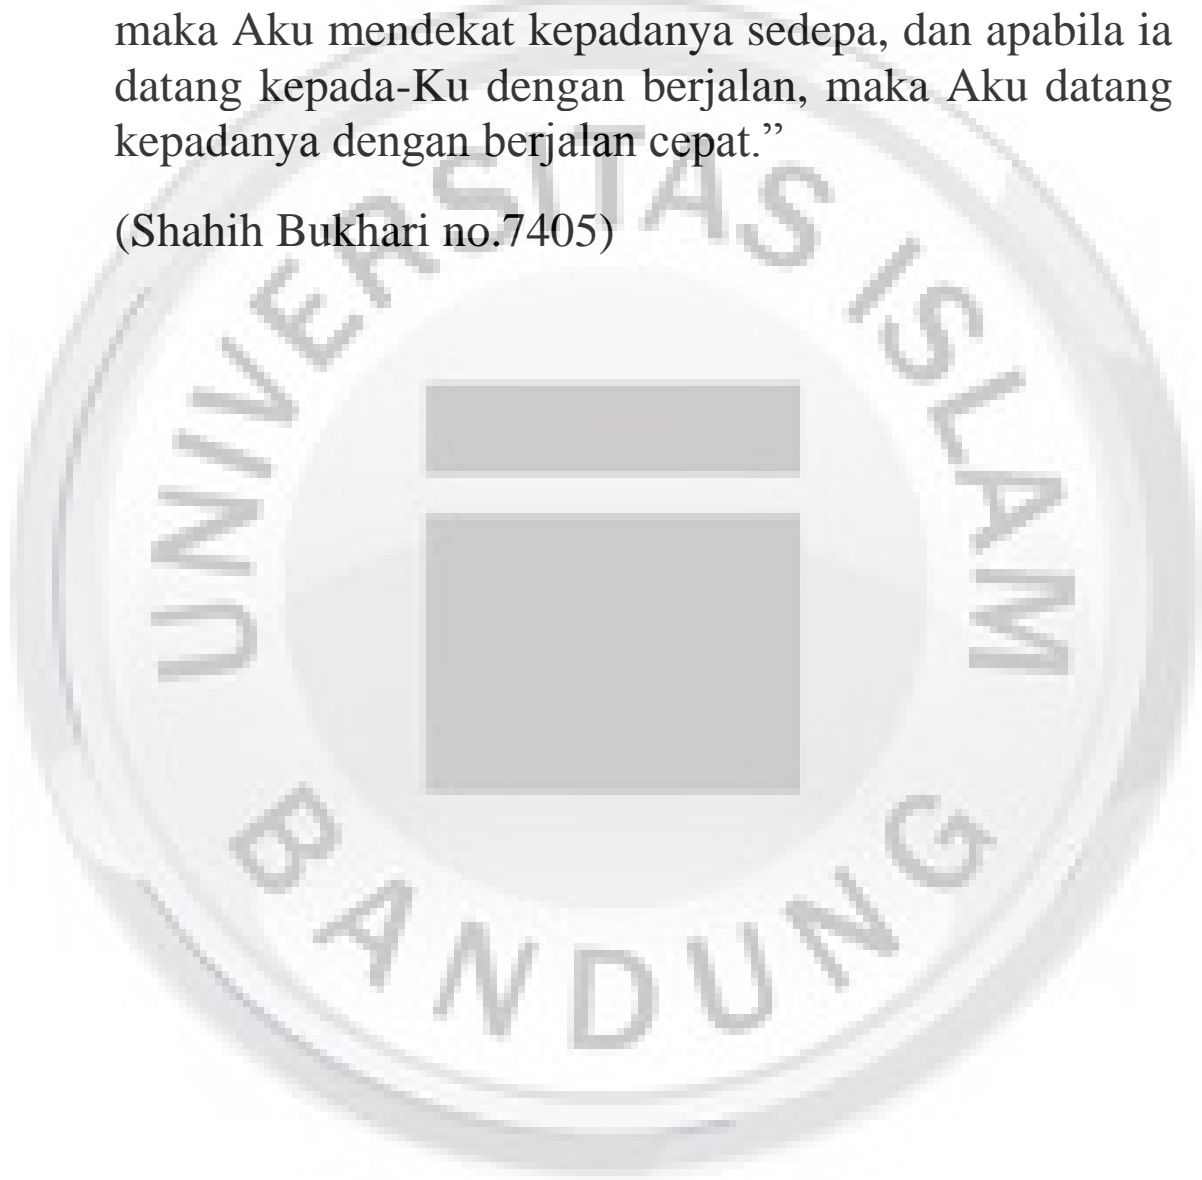 maka Aku mendekat kepadanya sedepa, dan apabila ia
datang kepada-Ku dengan berjalan, maka Aku datang
kepadanya dengan berjalan cepat.”
(Shahih Bukhari no.7405)
UNIVERSITAS ISLAM
BANDUNG